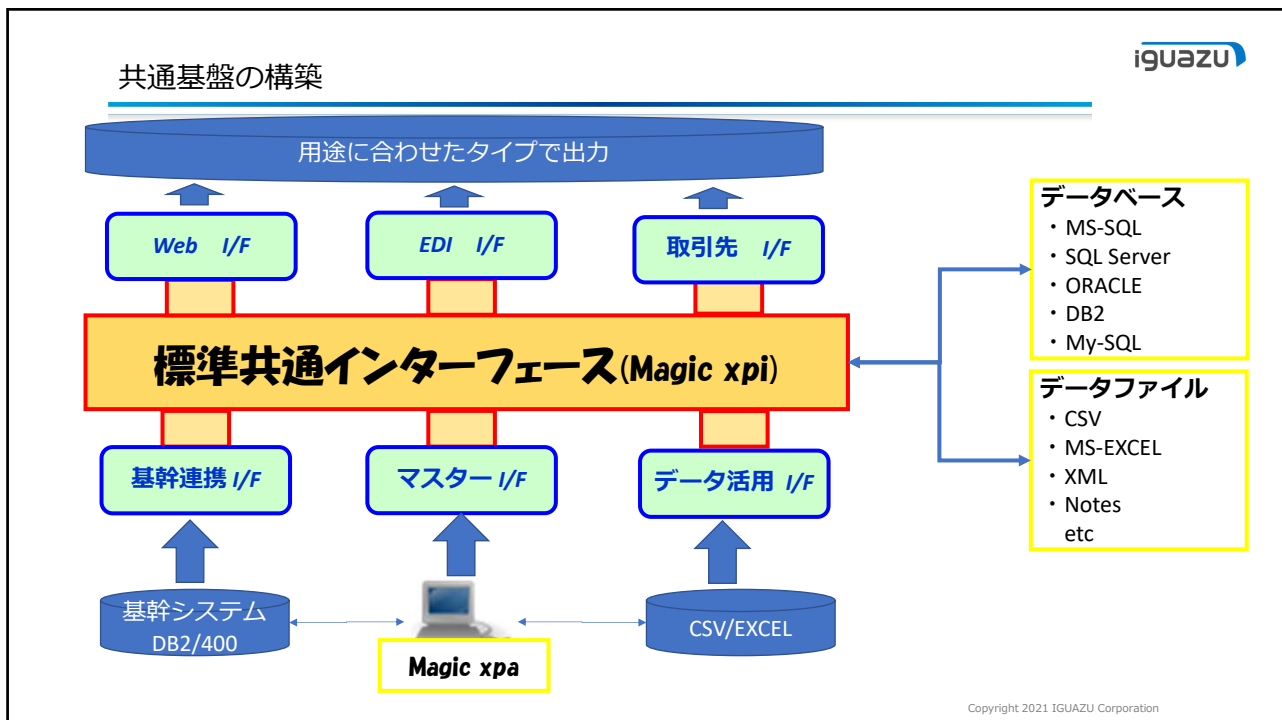 共通基盤の構築
iguazu
用途に合わせたタイプで出力
Web I/F
EDI I/F
取引先 I/F
標準共通インターフェース(Magic xpi)
基幹連携 I/F
マスター I/F
データ活用 I/F
基幹システム
DB2/400
Magic xpa
CSV/EXCEL
データベース
・MS-SQL
・SQL Server
・ORACLE
・DB2
・My-SQL
データファイル
・CSV
・MS-EXCEL
・XML
・Notes
etc
Copyright 2021 IGUAZU Corporation